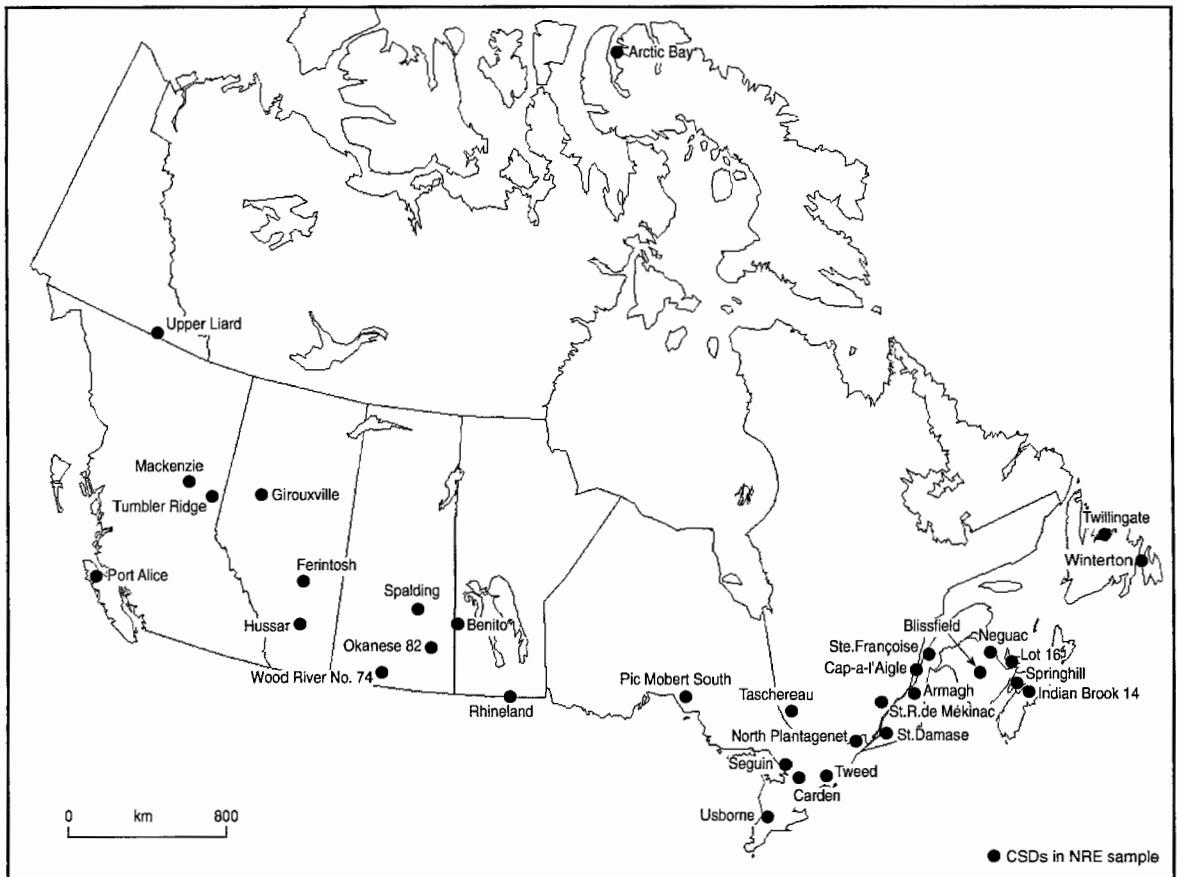 Arctic Bay
Upper Liard
Mackenzie
Tumbler Ridge
Girouxville
Twillingate
Winterton
Port Alice
Ferintosh
Spalding
Hussar
Benito
Okanese 82
Wood River No. 74
Rhineland
Blissfield
Neguac
Ste.Françoise
Lot 16
Cap-a-l'Aigle
Springhill
Pic Mobert South
Taschereau
Armagh
Indian Brook 14
St.R.de Mékinac
North Plantagenet
St.Damase
Seguin
Tweed
Carden
Usborne
0 km 800
CSDs in NRE sample